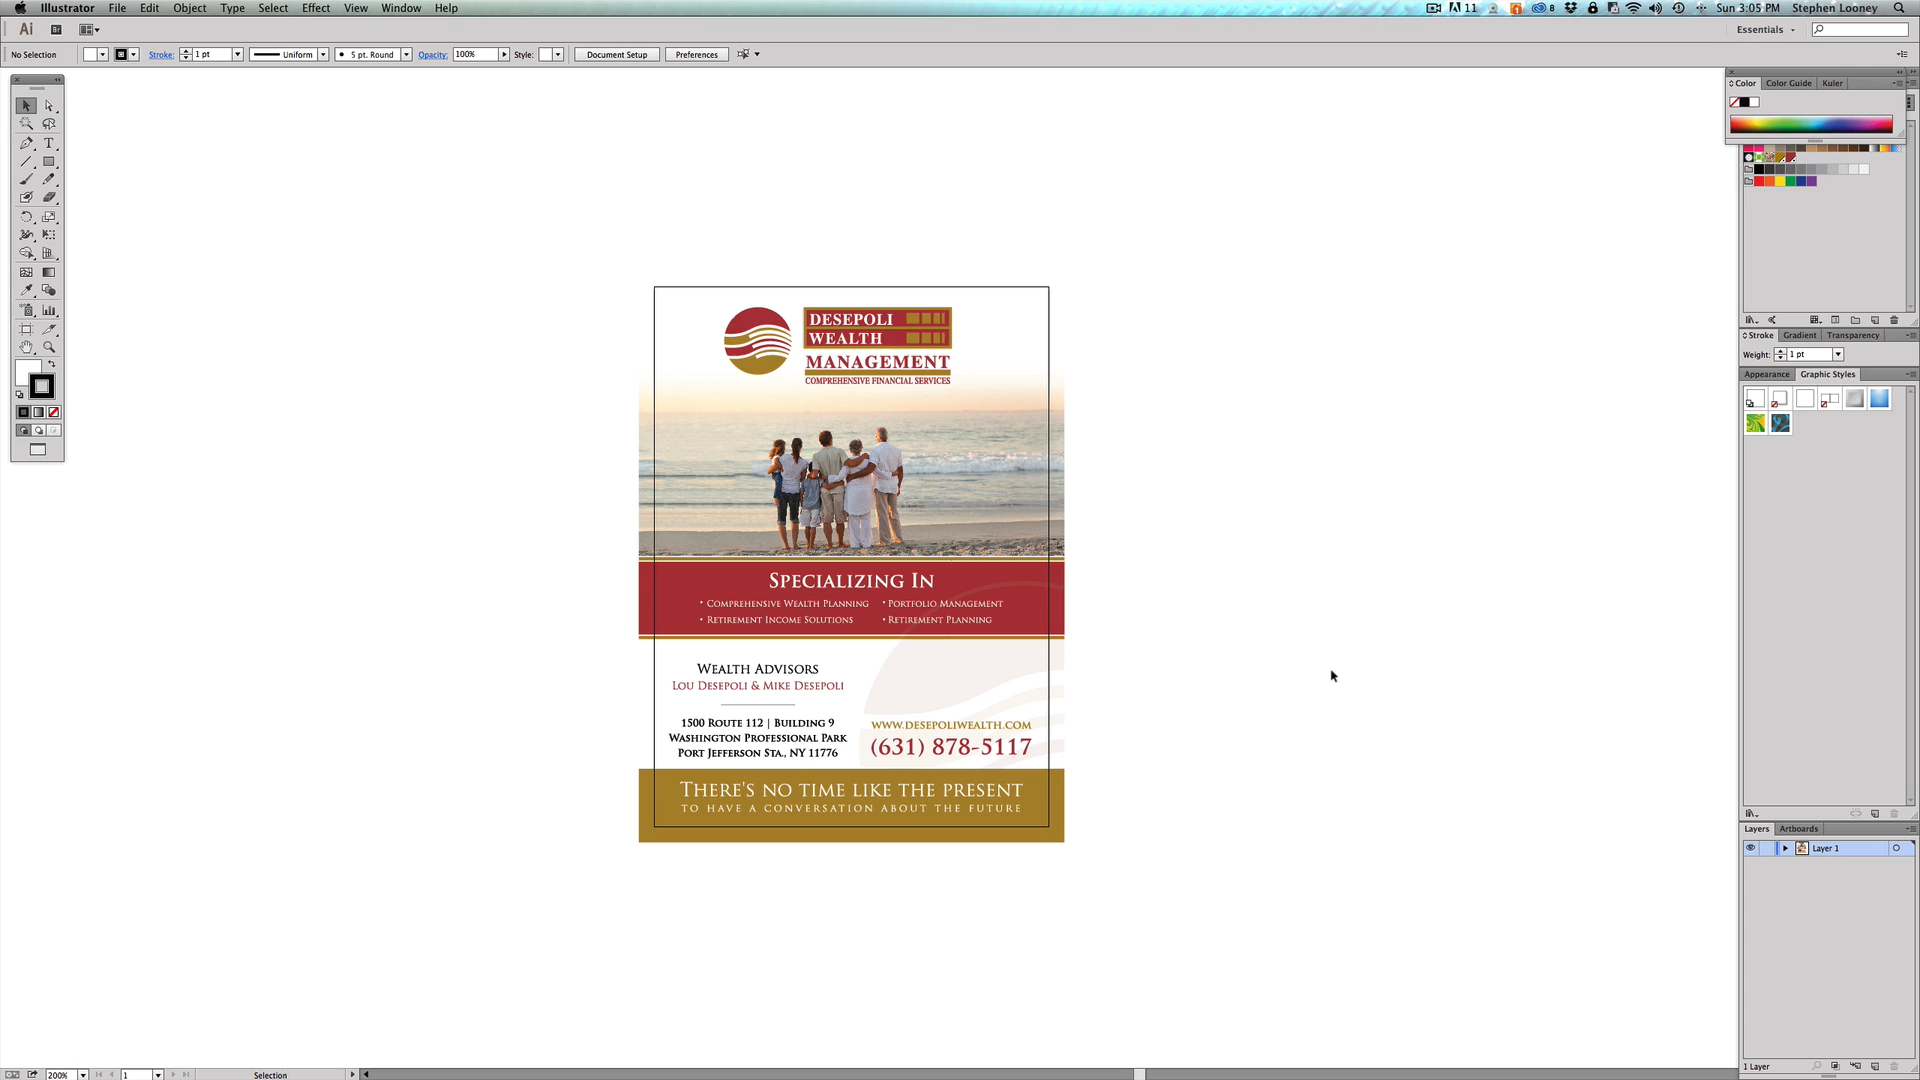 Illustrator File Edit Object Type Select Effect View Window Help
11
8
Sun 3:05 PM Stephen Looney
Ai Br
Essentials
No Selection
Stroke: 1 pt
Uniform
5 pt. Round
Opacity: 100%
Style:
Document Setup
Preferences
Color Color Guide Kuler
Stroke Gradient Transparency
Weight: 1 pt
Appearance Graphic Styles
DESEPOLI
WEALTH
MANAGEMENT
COMPREHENSIVE FINANCIAL SERVICES
SPECIALIZING IN
• COMPREHENSIVE WEALTH PLANNING • PORTFOLIO MANAGEMENT
• RETIREMENT INCOME SOLUTIONS • RETIREMENT PLANNING
WEALTH ADVISORS
LOU DESEPOLI & MIKE DESEPOLI
1500 ROUTE 112 | BUILDING 9
WASHINGTON PROFESSIONAL PARK
PORT JEFFERSON STA., NY 11776
WWW.DESEPOLIWEALTH.COM
(631) 878-5117
THERE'S NO TIME LIKE THE PRESENT
TO HAVE A CONVERSATION ABOUT THE FUTURE
Layers Artboards
Layer 1
1 Layer
200% 1 Selection